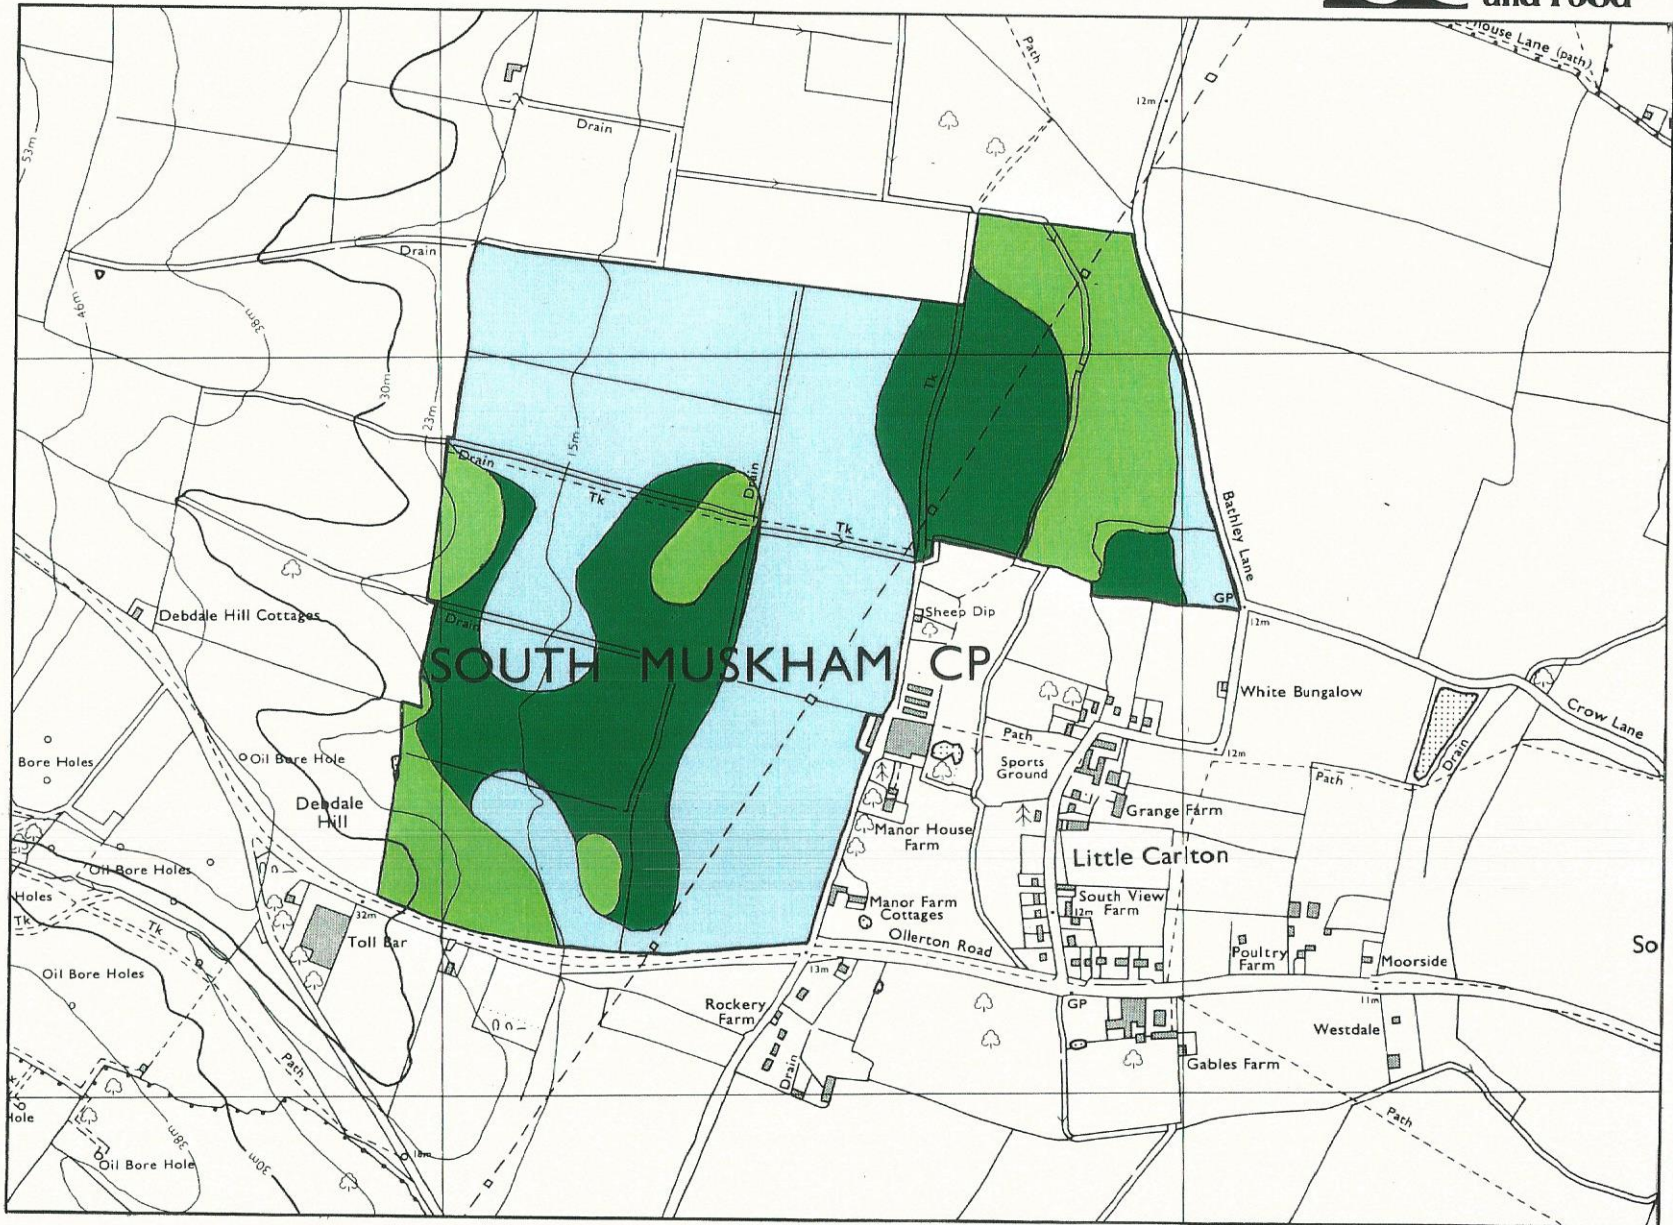 and Food
house Lane (path)
Path
12m
Drain
53m
Drain
46m
38m
30m
23m
15m
Tk
Drain
Tk
Drain
Tk
Bathley Lane
GP
12m
Sheep Dip
Debdale Hill Cottages
Drain
SOUTH MUSKHAM CP
White Bungalow
Crow Lane
Path
12m
Drain
Bore Holes
Oil Bore Hole
Sports
Ground
Path
Debdale
Hill
Grange Farm
Manor House
Farm
Little Carlton
Oil Bore Holes
Holes
Tk
Tk
32m
Toll Bar
Manor Farm
Cottages
South View
Farm
12m
Ollerton Road
Poultry
Farm
Moorside
So
Oil Bore Holes
13m
Rockery
Farm
GP
11m
Westdale
Gables Farm
Drain
Path
Path
Hole
38m
30m
18m
Oil Bore Hole